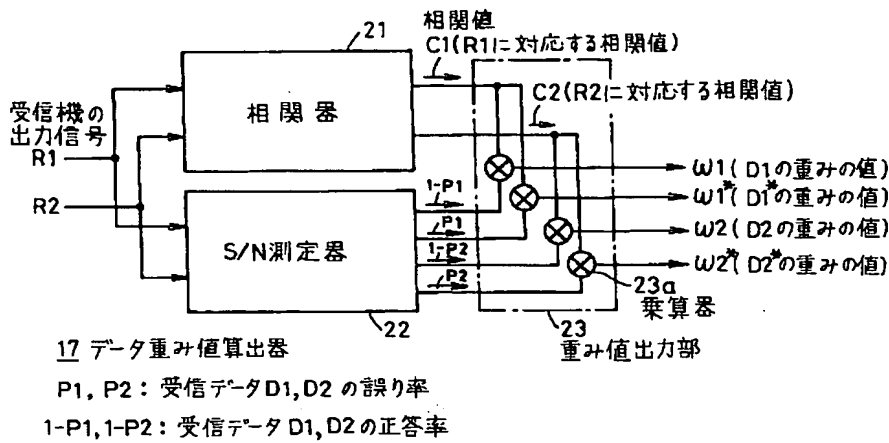 21
相関値
C1(R1に対応する相関値)
C2(R2に対応する相関値)
受信機の
出力信号
R1
R2
相関器
S/N測定器
1-P1
P1
1-P2
P2
ω1(D1の重みの値)
ω1*(D1*の重みの値)
ω2(D2の重みの値)
ω2*(D2*の重みの値)
23a
乗算器
22
23
重み値出力部
17 データ重み値算出器
P1, P2: 受信データD1, D2の誤り率
1-P1, 1-P2: 受信データD1, D2の正答率